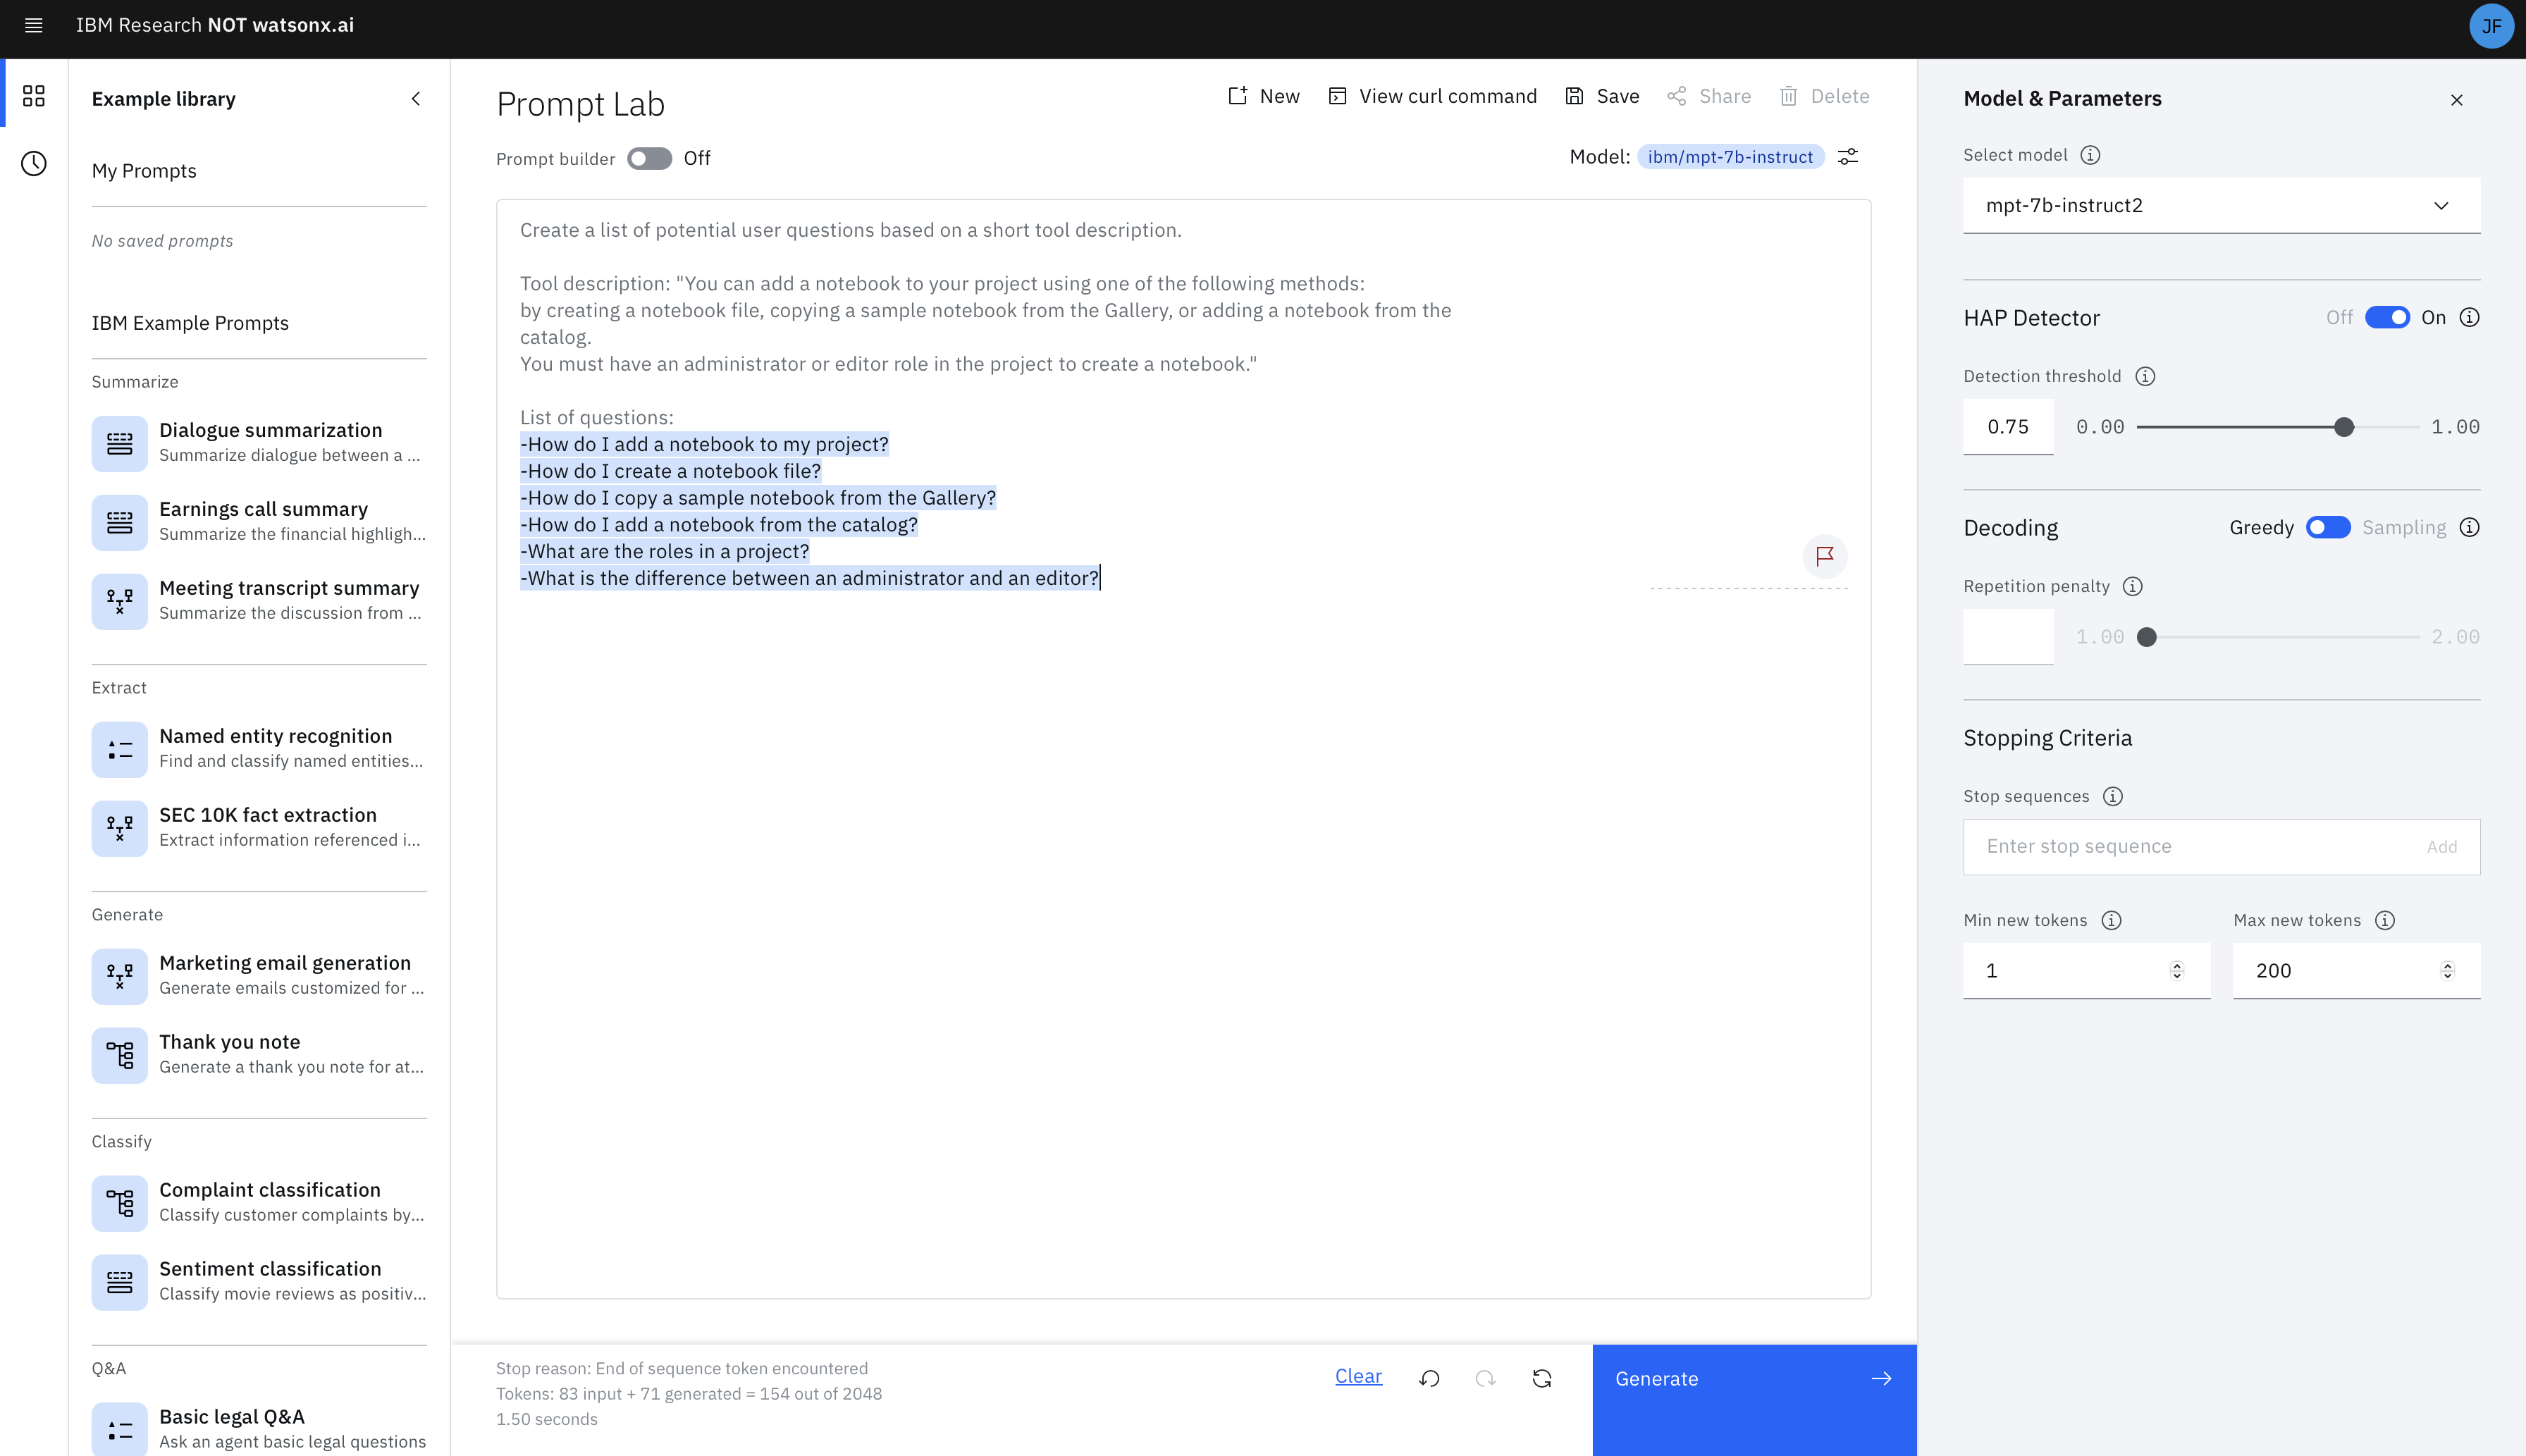 IBM Research NOT watsonx.ai
JF
Example library
My Prompts
No saved prompts
IBM Example Prompts
Summarize
Dialogue summarization
Summarize dialogue between a ...
Earnings call summary
Summarize the financial highligh...
Meeting transcript summary
Summarize the discussion from ...
Extract
Named entity recognition
Find and classify named entities...
SEC 10K fact extraction
Extract information referenced i...
Generate
Marketing email generation
Generate emails customized for ...
Thank you note
Generate a thank you note for at...
Classify
Complaint classification
Classify customer complaints by...
Sentiment classification
Classify movie reviews as positiv...
Q&A
Basic legal Q&A
Ask an agent basic legal questions
Prompt Lab
New
View curl command
Save
Share
Delete
Prompt builder Off
Model: ibm/mpt-7b-instruct
Create a list of potential user questions based on a short tool description.
Tool description: "You can add a notebook to your project using one of the following methods:
by creating a notebook file, copying a sample notebook from the Gallery, or adding a notebook from the
catalog.
You must have an administrator or editor role in the project to create a notebook."
List of questions:
-How do I add a notebook to my project?
-How do I create a notebook file?
-How do I copy a sample notebook from the Gallery?
-How do I add a notebook from the catalog?
-What are the roles in a project?
-What is the difference between an administrator and an editor?
Stop reason: End of sequence token encountered
Tokens: 83 input + 71 generated = 154 out of 2048
1.50 seconds
Clear
Generate
Model & Parameters
Select model
mpt-7b-instruct2
HAP Detector Off On
Detection threshold
0.75 0.00 1.00
Decoding Greedy Sampling
Repetition penalty
1.00 2.00
Stopping Criteria
Stop sequences
Enter stop sequence Add
Min new tokens Max new tokens
1 200